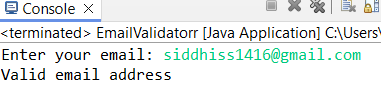 Console
<terminated> EmailValidatorr [Java Application] C:\Users\
Enter your email: siddhiss1416@gmail.com
Valid email address